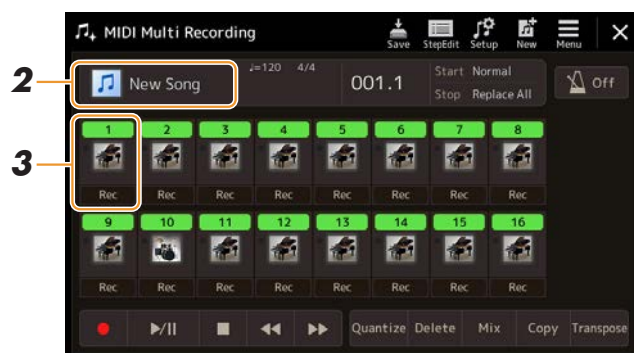 MIDI Multi Recording
Save StepEdit Setup New Menu
2 New Song ♩=120 4/4 001.1 Start Normal Off
Stop Replace All
3 1 2 3 4 5 6 7 8
Rec Rec Rec Rec Rec Rec Rec Rec
9 10 11 12 13 14 15 16
Rec Rec Rec Rec Rec Rec Rec Rec
Quantize Delete Mix Copy Transpose